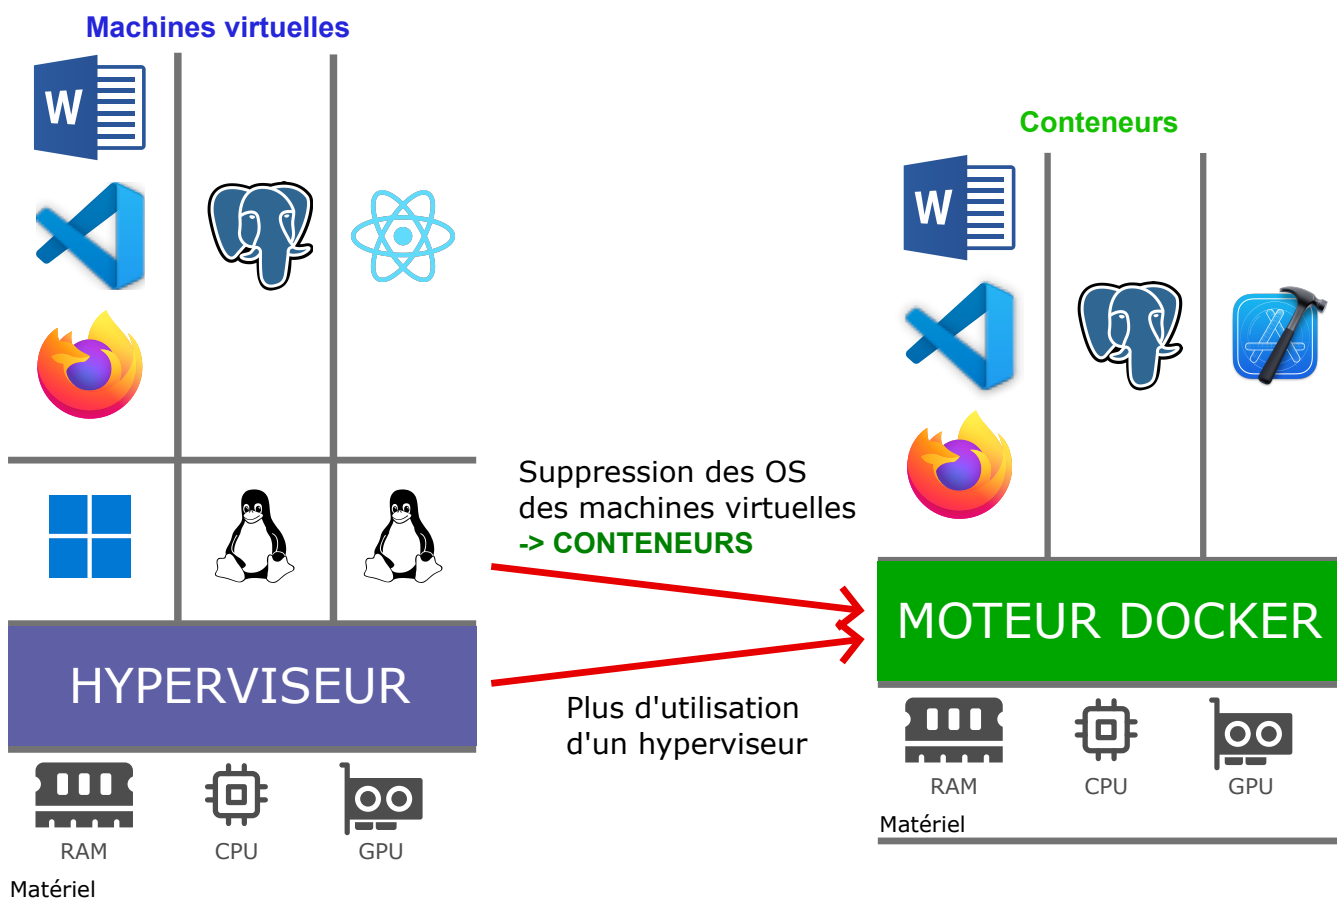 Machines virtuelles
W
HYPERVISEUR
RAM
CPU
GPU
Matériel
Suppression des OS
des machines virtuelles
-> CONTENEURS
Plus d'utilisation
d'un hyperviseur
Conteneurs
W
MOTEUR DOCKER
RAM
CPU
GPU
Matériel